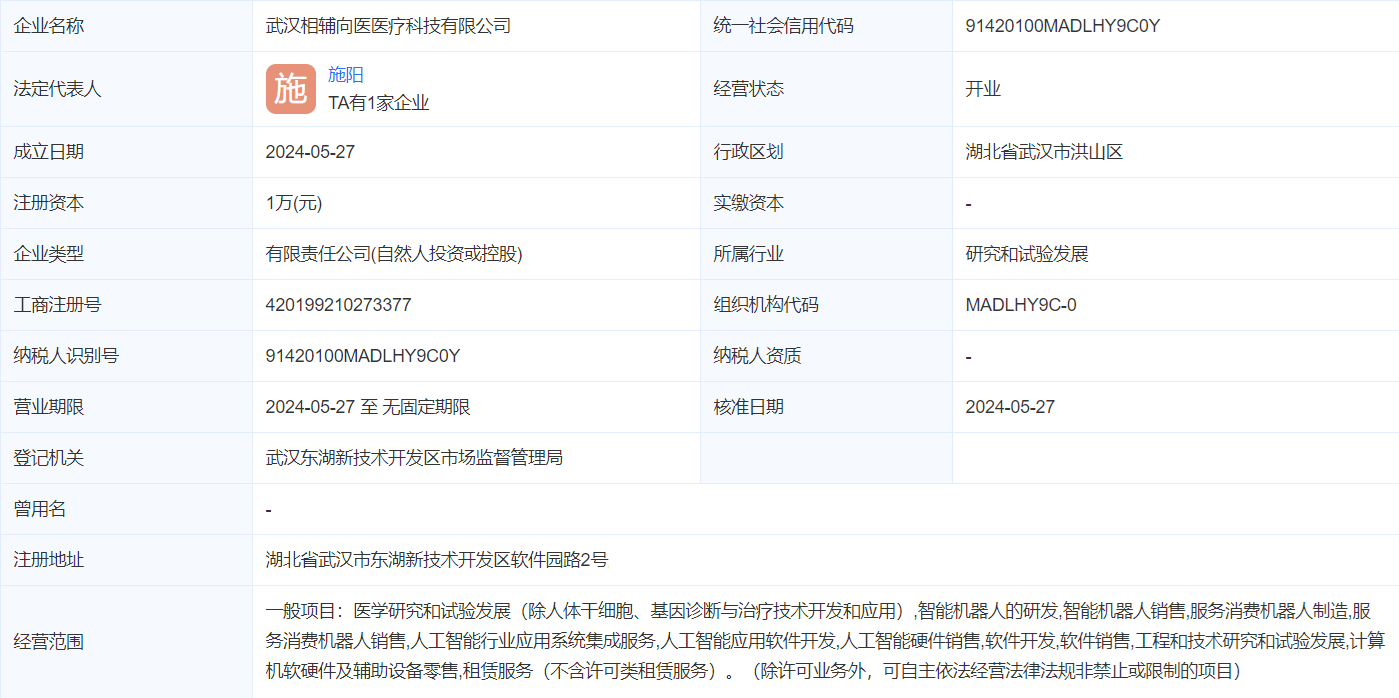 企业名称 武汉相辅向医医疗科技有限公司 统一社会信用代码 91420100MADLHY9C0Y
法定代表人 施 施阳 经营状态 开业
TA有1家企业
成立日期 2024-05-27 行政区划 湖北省武汉市洪山区
注册资本 1万(元) 实缴资本 -
企业类型 有限责任公司(自然人投资或控股) 所属行业 研究和试验发展
工商注册号 420199210273377 组织机构代码 MADLHY9C-0
纳税人识别号 91420100MADLHY9C0Y 纳税人资质 -
营业期限 2024-05-27 至 无固定期限 核准日期 2024-05-27
登记机关 武汉东湖新技术开发区市场监督管理局
曾用名 -
注册地址 湖北省武汉市东湖新技术开发区软件园路2号
经营范围 一般项目：医学研究和试验发展（除人体干细胞、基因诊断与治疗技术开发和应用）,智能机器人的研发,智能机器人销售,服务消费机器人制造,服
务消费机器人销售,人工智能行业应用系统集成服务,人工智能应用软件开发,人工智能硬件销售,软件开发,软件销售,工程和技术研究和试验发展,计算
机软硬件及辅助设备零售,租赁服务（不含许可类租赁服务）。（除许可业务外，可自主依法经营法律法规非禁止或限制的项目）